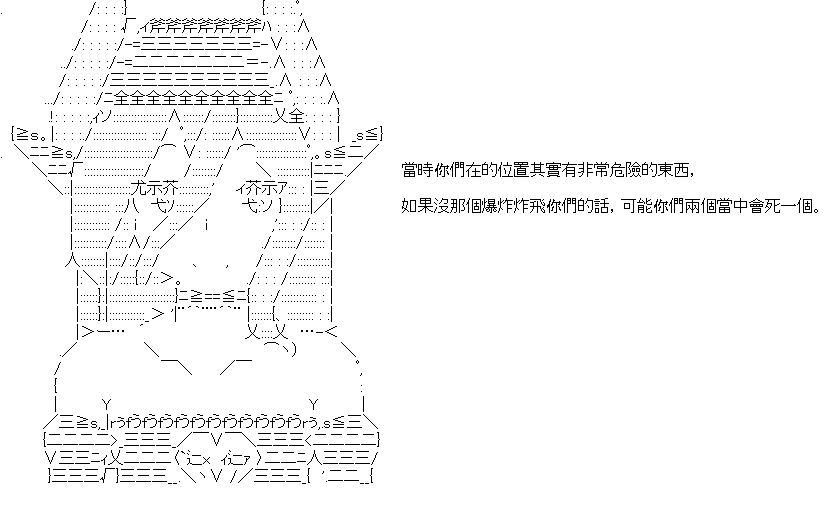 當時你們在的位置其實有非常危險的東西,
如果沒那個爆炸炸飛你們的話, 可能你們兩個當中會死一個。